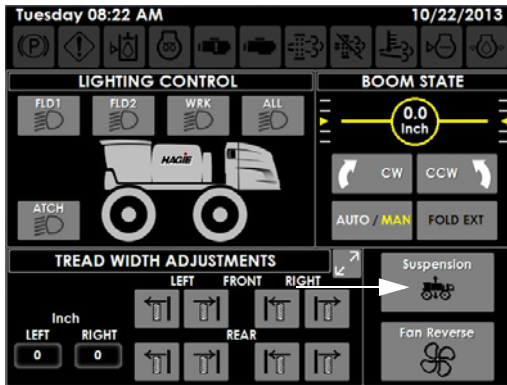 Tuesday 08:22 AM 10/22/2013
(P)
LIGHTING CONTROL
FLD1 FLD2 WRK ALL
HAGIE
ATCH
BOOM STATE
0.0
Inch
CW CCW
AUTO / MAN FOLD EXT
TREAD WIDTH ADJUSTMENTS
LEFT FRONT RIGHT
Inch
LEFT RIGHT
REAR
0 0
Suspension
Fan Reverse